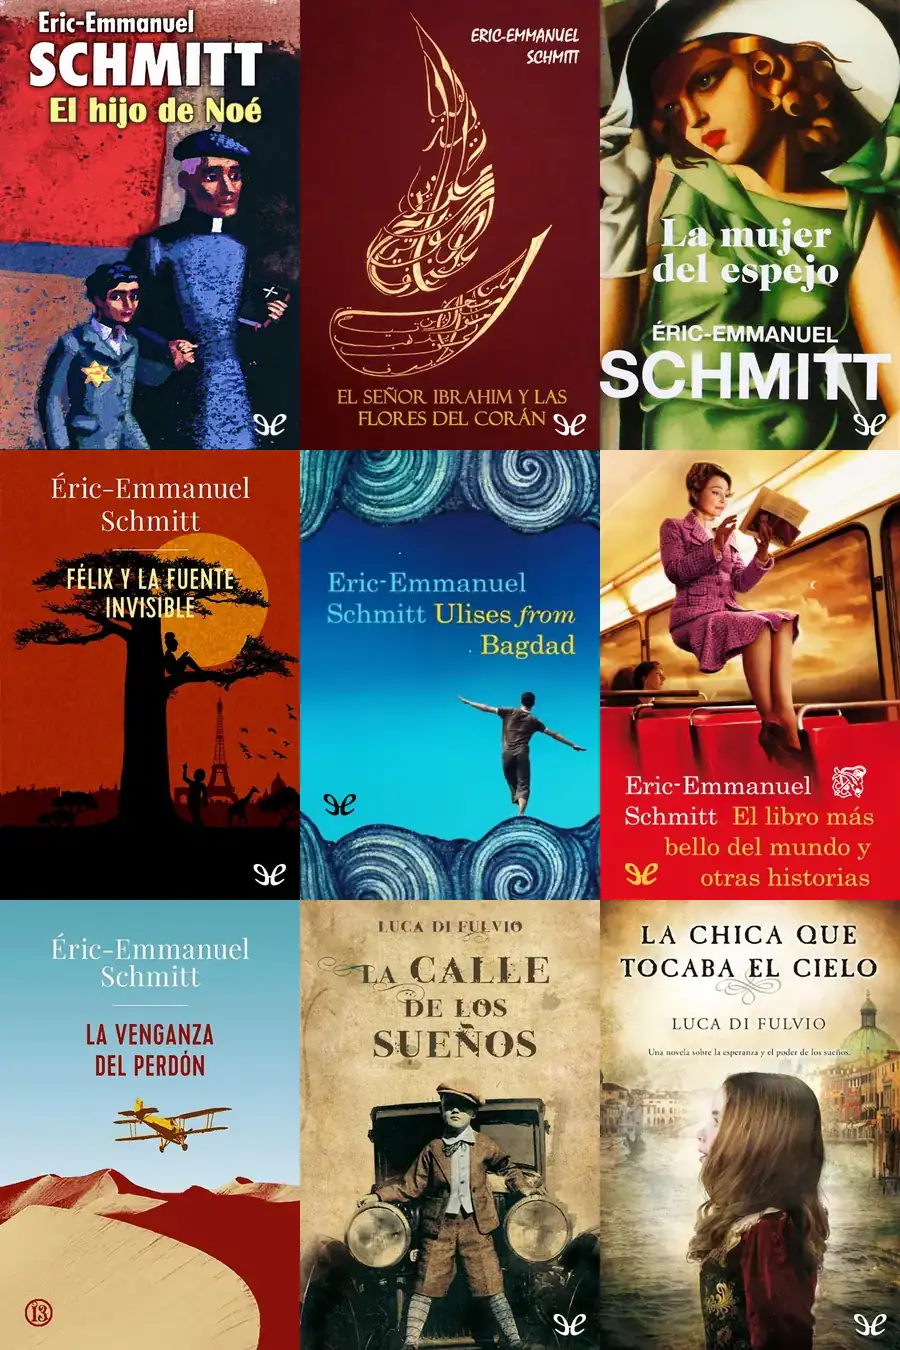 Eric-Emmanuel
SCHMITT
El hijo de Noé
ERIC-EMMANUEL
SCHMITT
EL SEÑOR IBRAHIM Y LAS
FLORES DEL CORÁN
La mujer
del espejo
ÉRIC-EMMANUEL
SCHMITT
Éric-Emmanuel
Schmitt
FÉLIX Y LA FUENTE
INVISIBLE
Eric-Emmanuel
Schmitt Ulises from
Bagdad
Eric-Emmanuel
Schmitt El libro más
bello del mundo y
otras historias
Éric-Emmanuel
Schmitt
LA VENGANZA
DEL PERDÓN
13
LUCA DI FULVIO
LA CALLE
DE LOS
SUEÑOS
LA CHICA QUE
TOCABA EL CIELO
LUCA DI FULVIO
Una novela sobre la esperanza y el poder de los sueños.